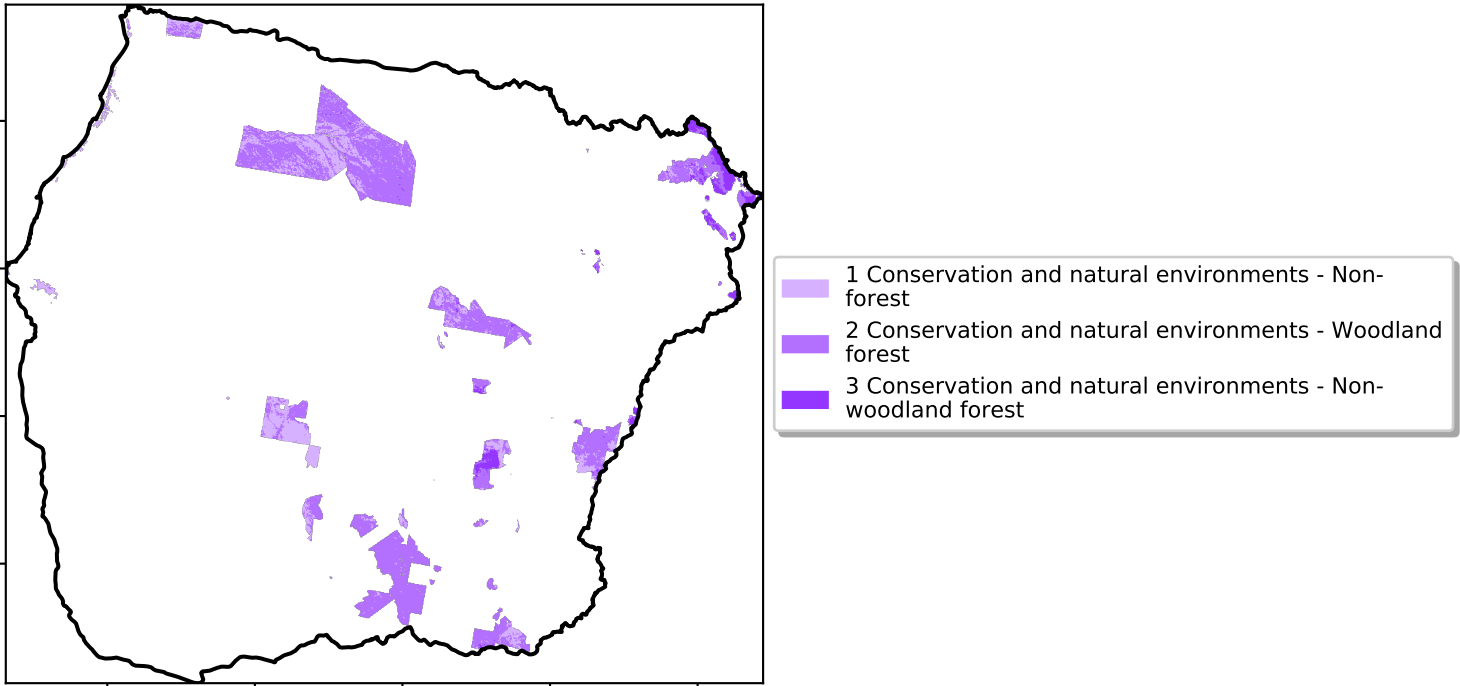 1 Conservation and natural environments - Non-
forest
2 Conservation and natural environments - Woodland
forest
3 Conservation and natural environments - Non-
woodland forest